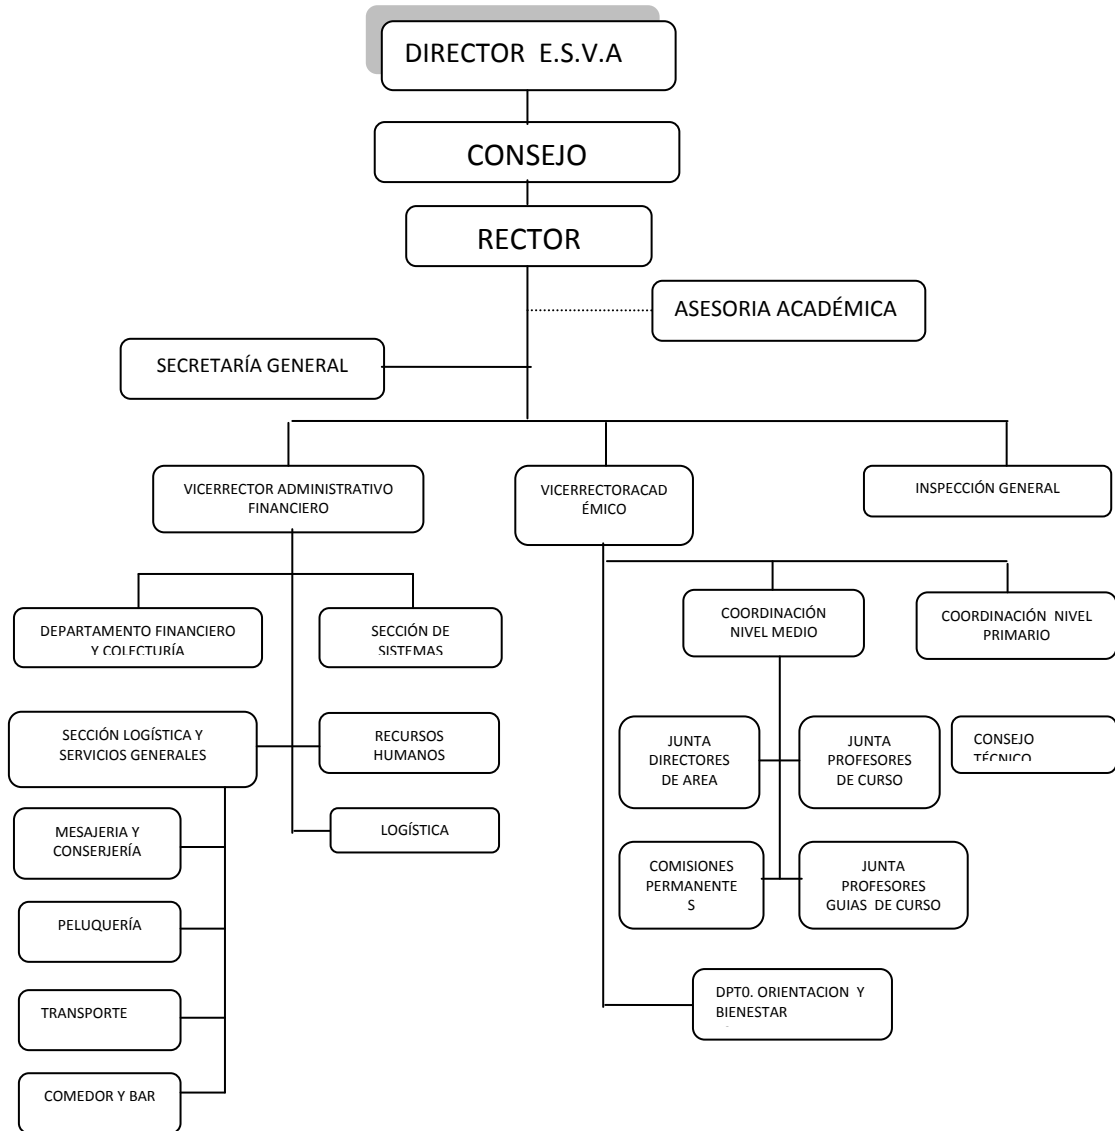 DIRECTOR E.S.V.A
CONSEJO
RECTOR
ASESORIA ACADÉMICA
SECRETARÍA GENERAL
VICERRECTOR ADMINISTRATIVO
FINANCIERO
VICERRECTORACAD
ÉMICO
INSPECCIÓN GENERAL
DEPARTAMENTO FINANCIERO
Y COLECTURÍA
SECCIÓN DE
SISTEMAS
COORDINACIÓN
NIVEL MEDIO
COORDINACIÓN NIVEL
PRIMARIO
SECCIÓN LOGÍSTICA Y
SERVICIOS GENERALES
RECURSOS
HUMANOS
JUNTA
DIRECTORES
DE AREA
JUNTA
PROFESORES
DE CURSO
CONSEJO
TÉCNICO
MESAJERIA Y
CONSERJERÍA
LOGÍSTICA
COMISIONES
PERMANENTE
S
JUNTA
PROFESORES
GUIAS DE CURSO
PELUQUERÍA
TRANSPORTE
DPT0. ORIENTACION Y
BIENESTAR
COMEDOR Y BAR